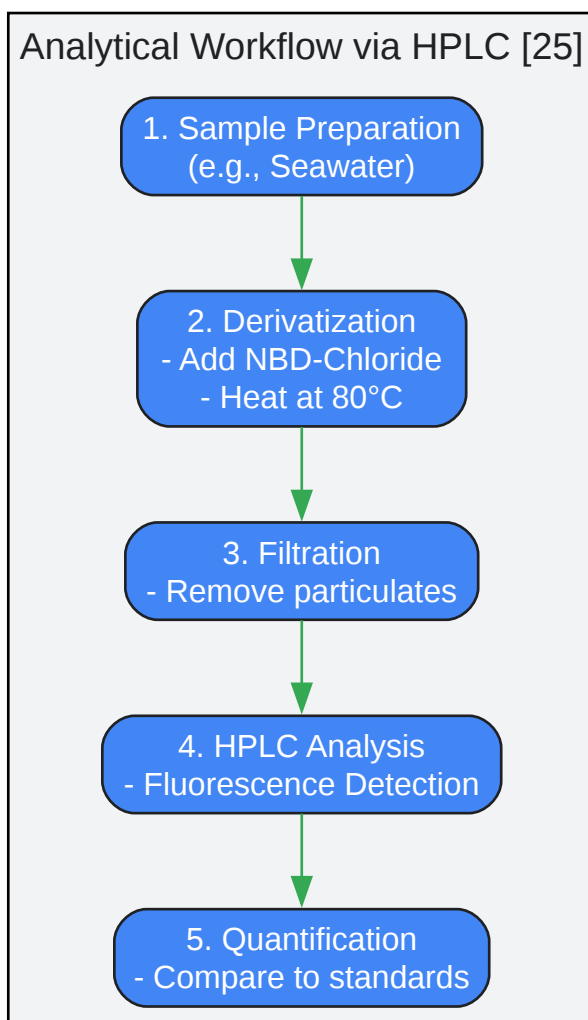 Analytical Workflow via HPLC [25]
1. Sample Preparation
(e.g., Seawater)
2. Derivatization
- Add NBD-Chloride
- Heat at 80°C
3. Filtration
- Remove particulates
4. HPLC Analysis
- Fluorescence Detection
5. Quantification
- Compare to standards